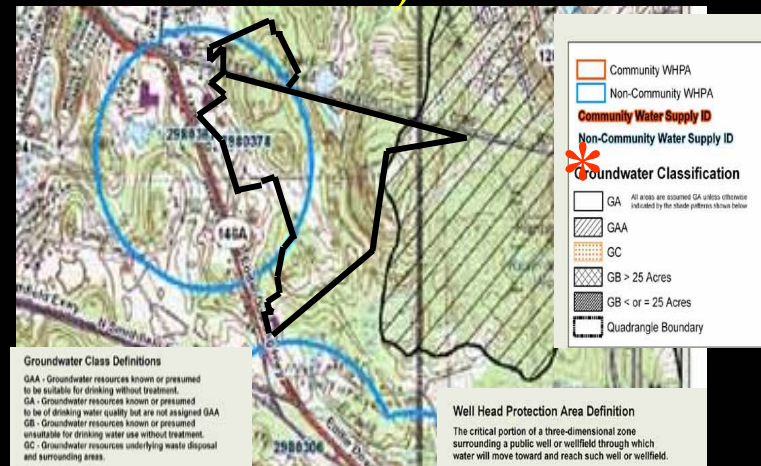 Community WHPA
Non-Community WHPA
Community Water Supply ID
Non-Community Water Supply ID
Groundwater Classification
GA
All areas are assumed GA unless otherwise
indicated by the shade patterns shown below
GAA
GC
GB > 25 Acres
GB < or = 25 Acres
Quadrangle Boundary
2980378
146A
2980306
Groundwater Class Definitions
GAA - Groundwater resources known or presumed
to be suitable for drinking without treatment.
GA - Groundwater resources known or presumed
to be of drinking water quality but are not assigned GAA
GB - Groundwater resources known or presumed
unsuitable for drinking water use without treatment.
GC - Groundwater resources underlying waste disposal
and surrounding areas.
Well Head Protection Area Definition
The critical portion of a three-dimensional zone
surrounding a public well or wellfield through which
water will move toward and reach such well or wellfield.